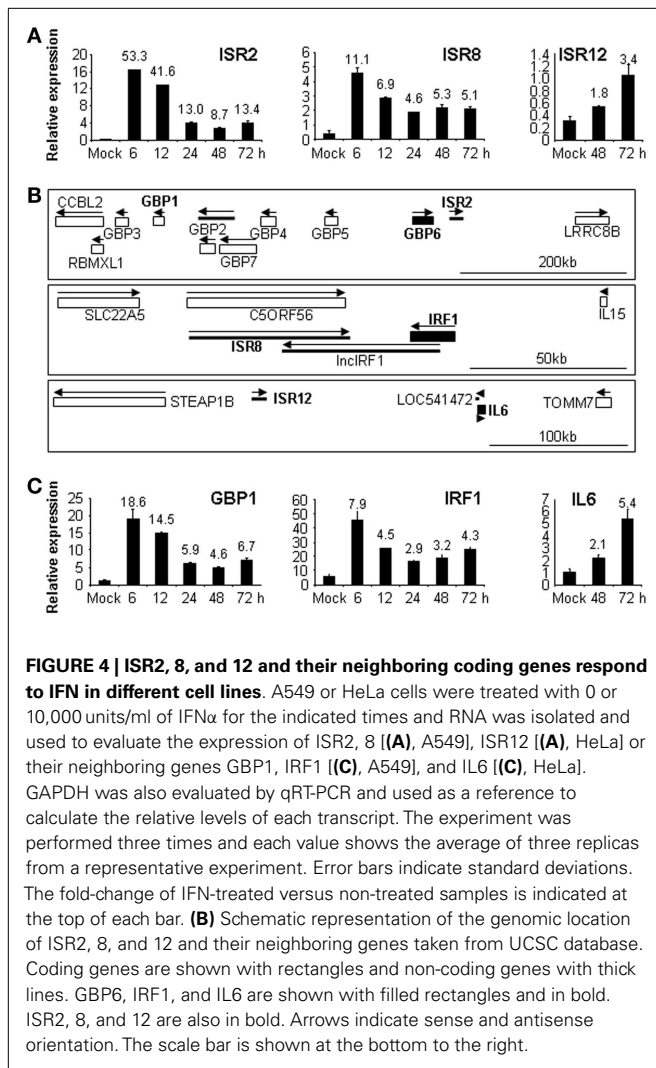 A
ISR2
ISR8
ISR12
Relative expression
20
16
12
8
4
0
53.3
41.6
13.0
8.7
13.4
Mock 6 12 24 48 72 h
6
5
4
3
2
1
0
11.1
6.9
4.6
5.3
5.1
Mock 6 12 24 48 72 h
1.4
1.2
1.0
0.8
0.6
0.4
0.2
0
1.8
3.4
Mock 48 72 h
B
CCBL2
GBP3
GBP1
GBP2
GBP4
GBP5
GBP6
ISR2
LRRC8B
RBMXL1
GBP7
200kb
SLC22A5
C5ORF56
IRF1
IL15
ISR8
lncIRF1
50kb
STEAP1B
ISR12
LOC541472
IL6
TOMM7
100kb
C
GBP1
IRF1
IL6
Relative expression
25
20
15
10
5
0
18.6
14.5
5.9
4.6
6.7
Mock 6 12 24 48 72 h
60
50
40
30
20
10
0
7.9
4.5
2.9
3.2
4.3
Mock 6 12 24 48 72 h
7
6
5
4
3
2
1
0
2.1
5.4
Mock 48 72 h
FIGURE 4 | ISR2, 8, and 12 and their neighboring coding genes respond
to IFN in different cell lines. A549 or HeLa cells were treated with 0 or
10,000 units/ml of IFNα for the indicated times and RNA was isolated and
used to evaluate the expression of ISR2, 8 [(A), A549], ISR12 [(A), HeLa] or
their neighboring genes GBP1, IRF1 [(C), A549], and IL6 [(C), HeLa].
GAPDH was also evaluated by qRT-PCR and used as a reference to
calculate the relative levels of each transcript. The experiment was
performed three times and each value shows the average of three replicas
from a representative experiment. Error bars indicate standard deviations.
The fold-change of IFN-treated versus non-treated samples is indicated at
the top of each bar. (B) Schematic representation of the genomic location
of ISR2, 8, and 12 and their neighboring genes taken from UCSC database.
Coding genes are shown with rectangles and non-coding genes with thick
lines. GBP6, IRF1, and IL6 are shown with filled rectangles and in bold.
ISR2, 8, and 12 are also in bold. Arrows indicate sense and antisense
orientation. The scale bar is shown at the bottom to the right.